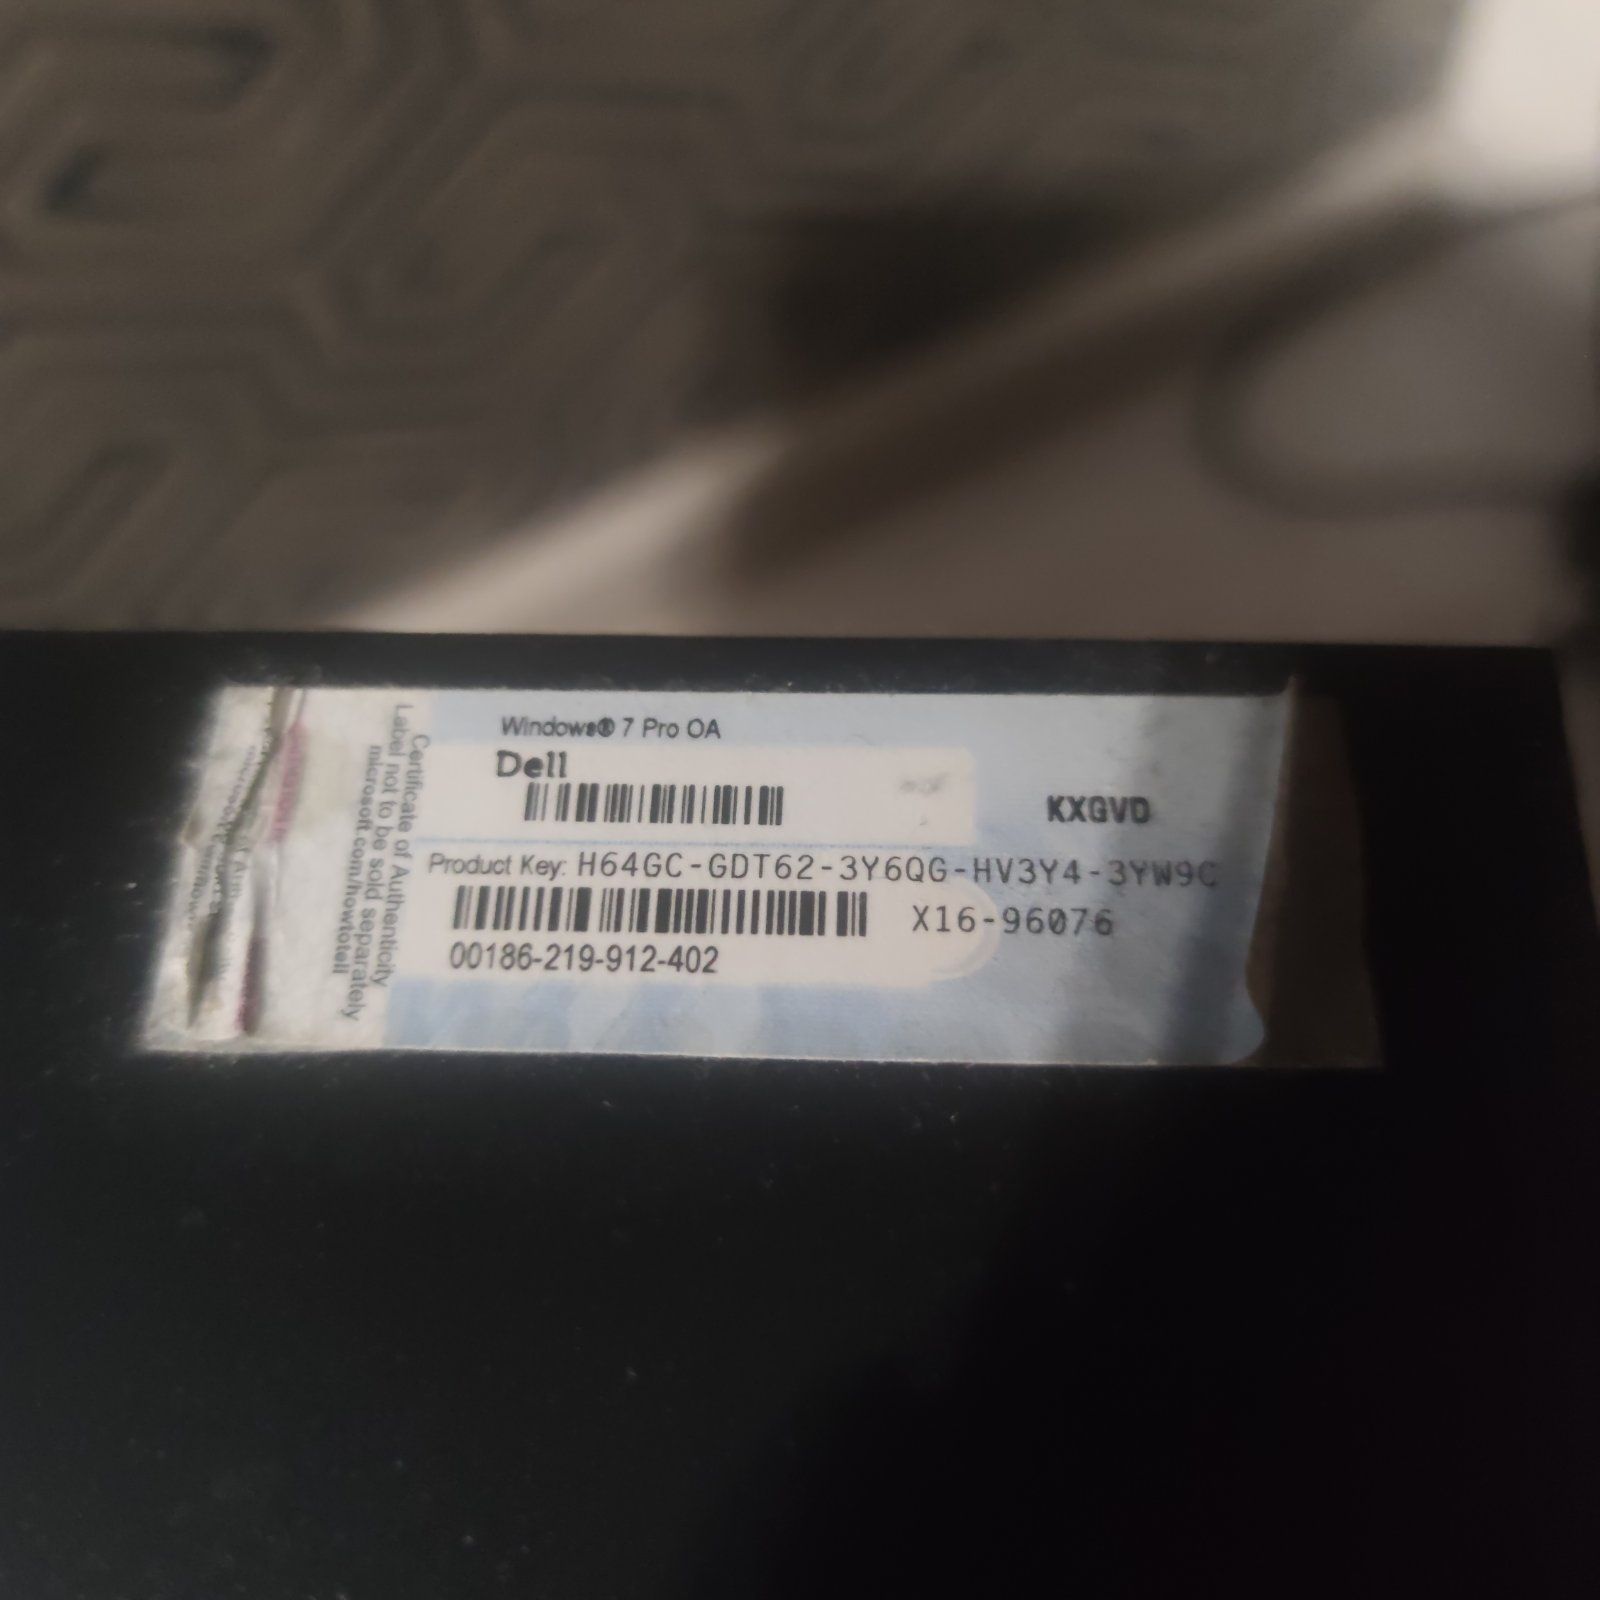 Windows® 7 Pro OA
Dell
KXGVD
Product Key: H64GC-GDT62-3Y6QG-HV3Y4-3YW9C
X16-96076
00186-219-912-402
Certificate of Authenticity
Label not to be sold separately
microsoft.com/howtotell